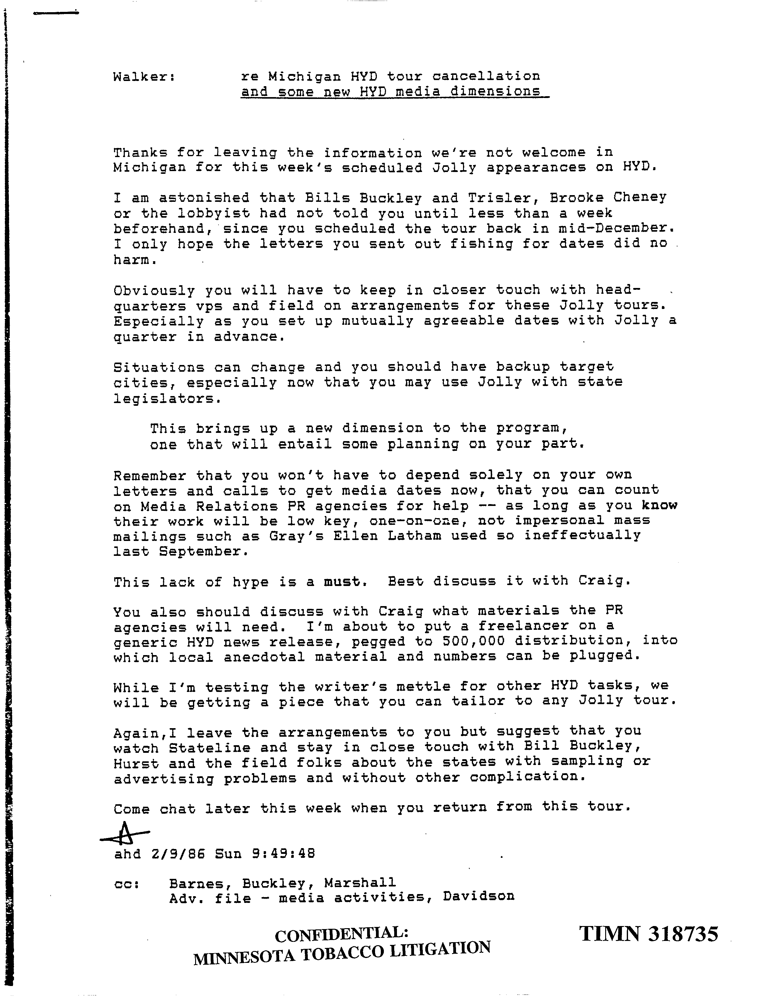 Walker: re Michigan HYD tour cancellation
and some new HYD media dimensions
Thanks for leaving the information we're not welcome in
Michigan for this week's scheduled Jolly appearances on HYD.
I am astonished that Bills Buckley and Trisler, Brooke Cheney
or the lobbyist had not told you until less than a week
beforehand, since you scheduled the tour back in mid-December.
I only hope the letters you sent out fishing for dates did no
harm.
Obviously you will have to keep in closer touch with head-
quarters vps and field on arrangements for these Jolly tours.
Especially as you set up mutually agreeable dates with Jolly a
quarter in advance.
Situations can change and you should have backup target
cities, especially now that you may use Jolly with state
legislators.
This brings up a new dimension to the program,
one that will entail some planning on your part.
Remember that you won't have to depend solely on your own
letters and calls to get media dates now, that you can count
on Media Relations PR agencies for help -- as long as you know
their work will be low key, one-on-one, not impersonal mass
mailings such as Gray's Ellen Latham used so ineffectually
last September.
This lack of hype is a must. Best discuss it with Craig.
You also should discuss with Craig what materials the PR
agencies will need. I'm about to put a freelancer on a
generic HYD news release, pegged to 500,000 distribution, into
which local anecdotal material and numbers can be plugged.
While I'm testing the writer's mettle for other HYD tasks, we
will be getting a piece that you can tailor to any Jolly tour.
Again,I leave the arrangements to you but suggest that you
watch Stateline and stay in close touch with Bill Buckley,
Hurst and the field folks about the states with sampling or
advertising problems and without other complication.
Come chat later this week when you return from this tour.
ahd 2/9/86 Sun 9:49:48
cc: Barnes, Buckley, Marshall
Adv. file - media activities, Davidson
CONFIDENTIAL:
MINNESOTA TOBACCO LITIGATION
TIMN 318735